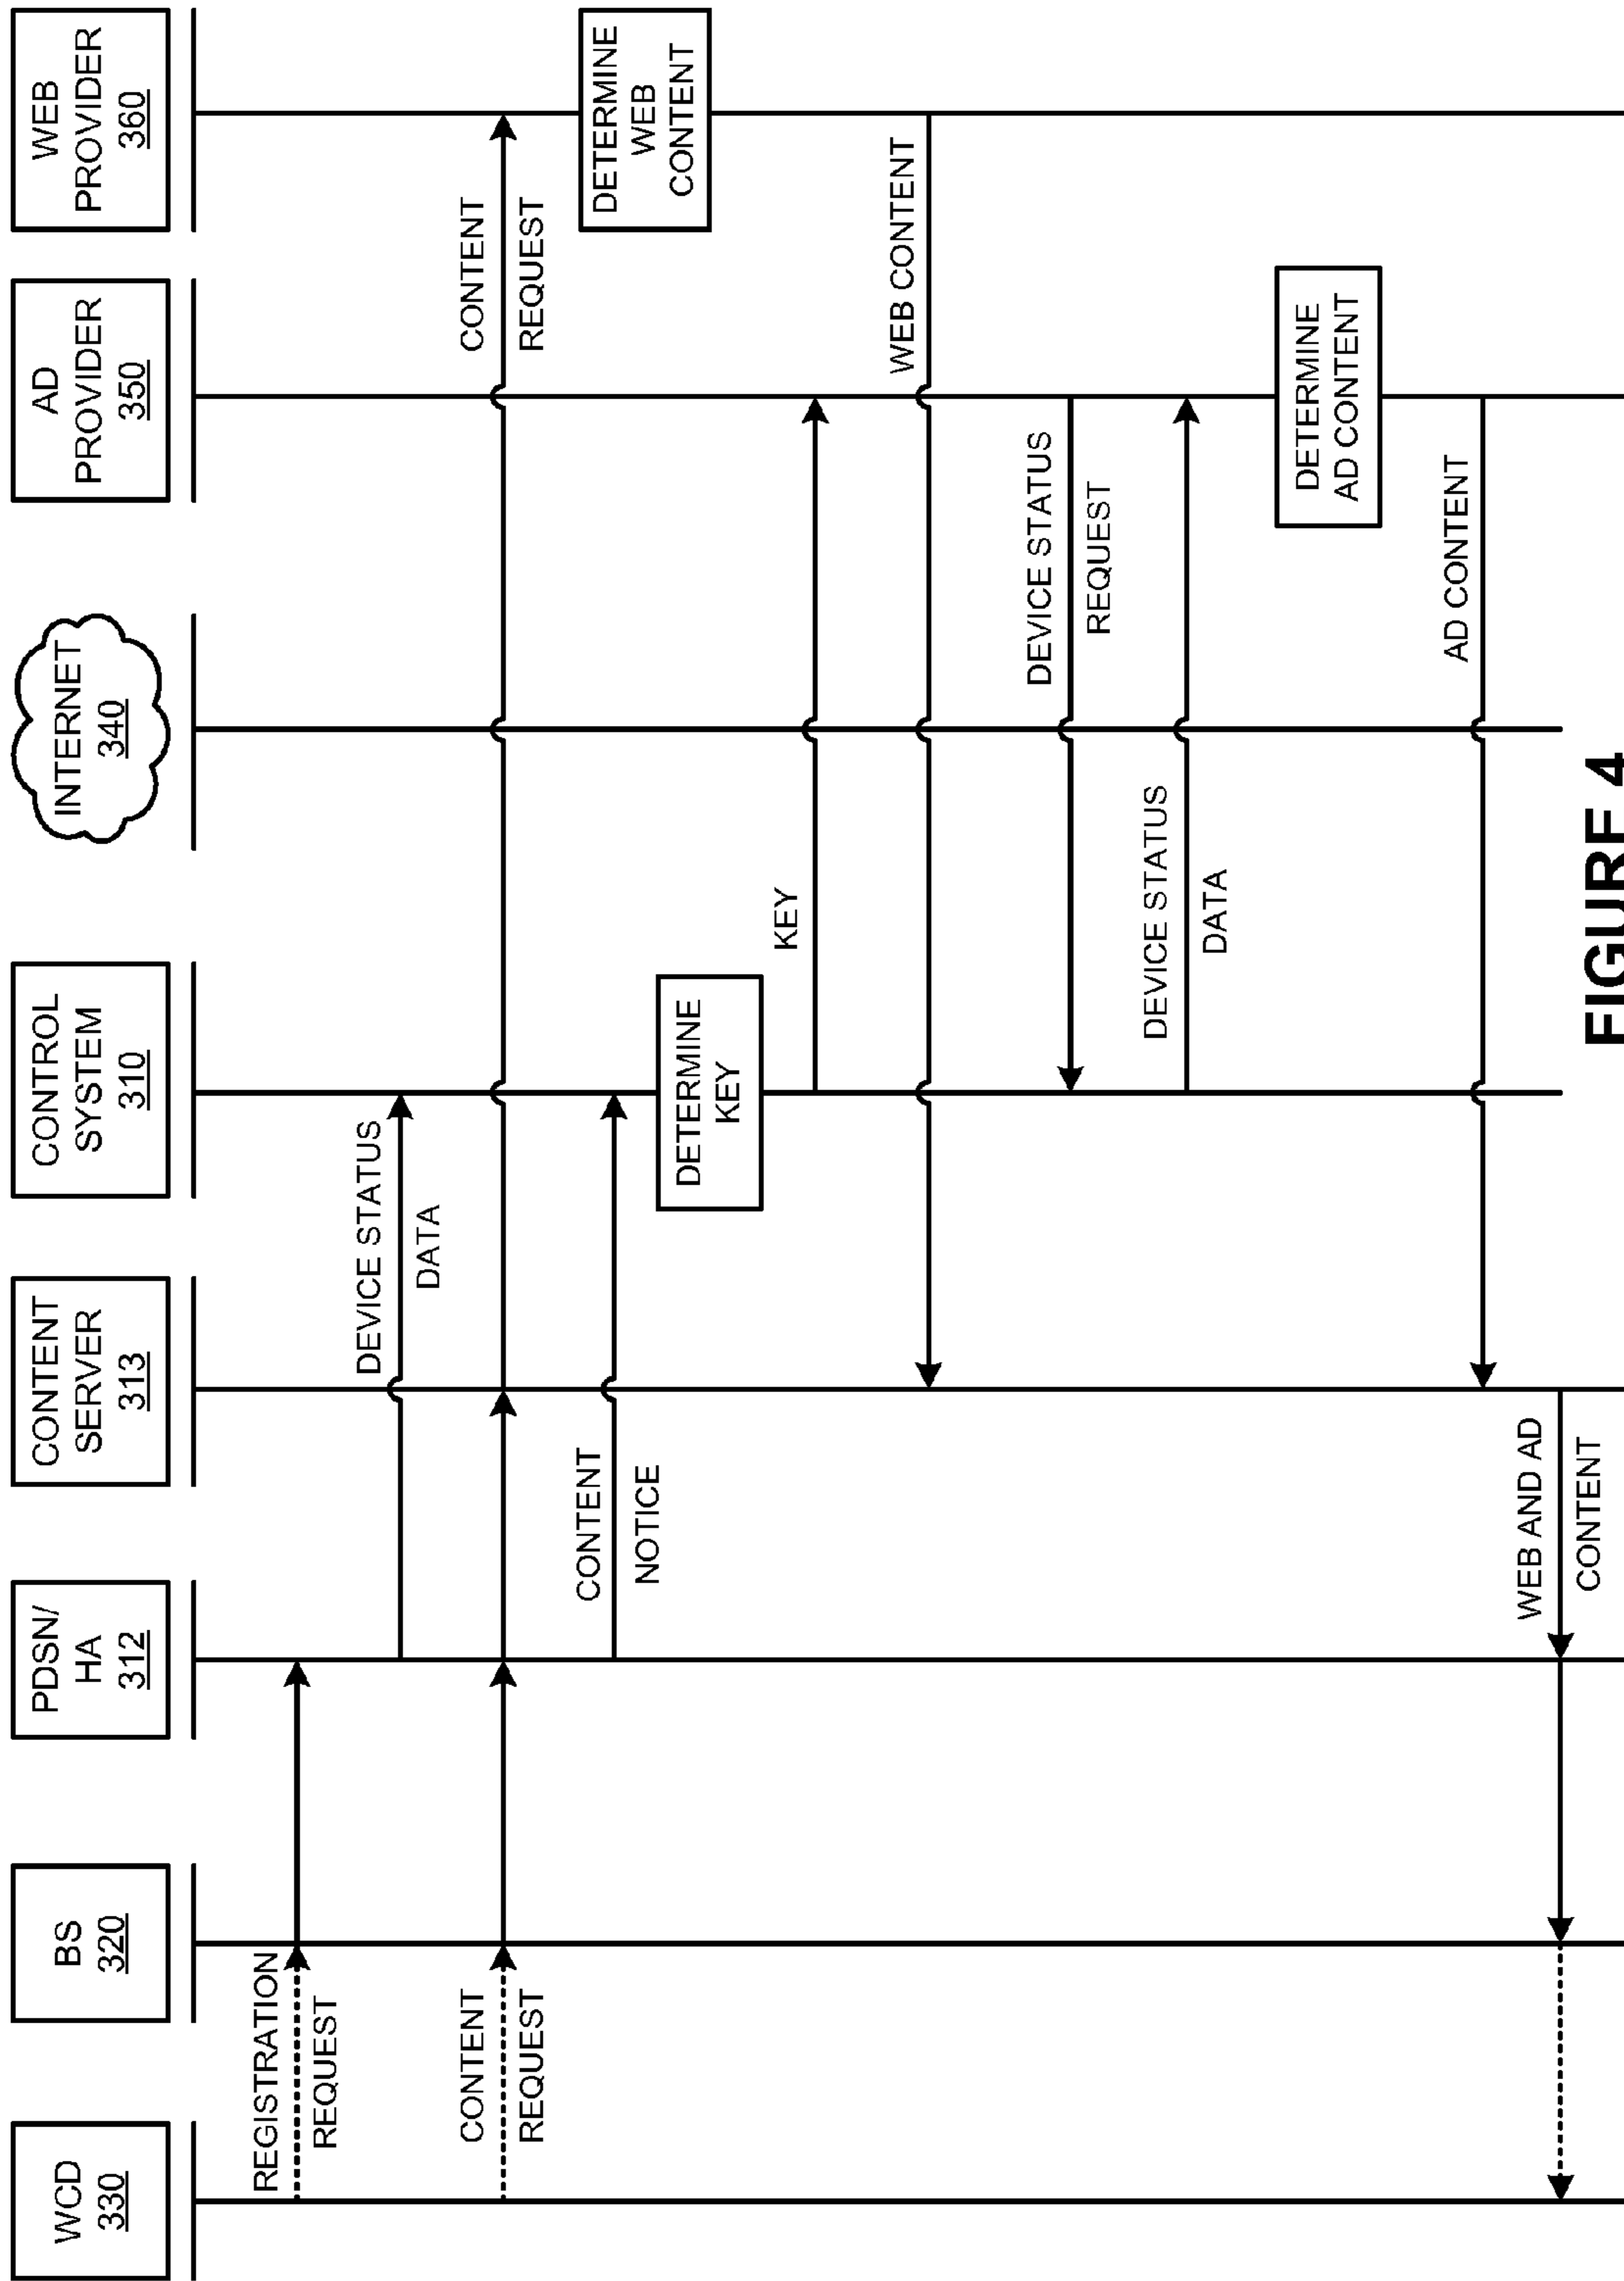 WCD
330
BS
320
PDSN/
HA
312
CONTENT
SERVER
313
CONTROL
SYSTEM
310
INTERNET
340
AD
PROVIDER
350
WEB
PROVIDER
360
REGISTRATION
REQUEST
DEVICE STATUS
DATA
CONTENT
REQUEST
CONTENT
REQUEST
CONTENT
NOTICE
DETERMINE
WEB
CONTENT
DETERMINE
KEY
KEY
WEB CONTENT
DEVICE STATUS
REQUEST
DEVICE STATUS
DATA
DETERMINE
AD CONTENT
AD CONTENT
WEB AND AD
CONTENT
FIGURE 4